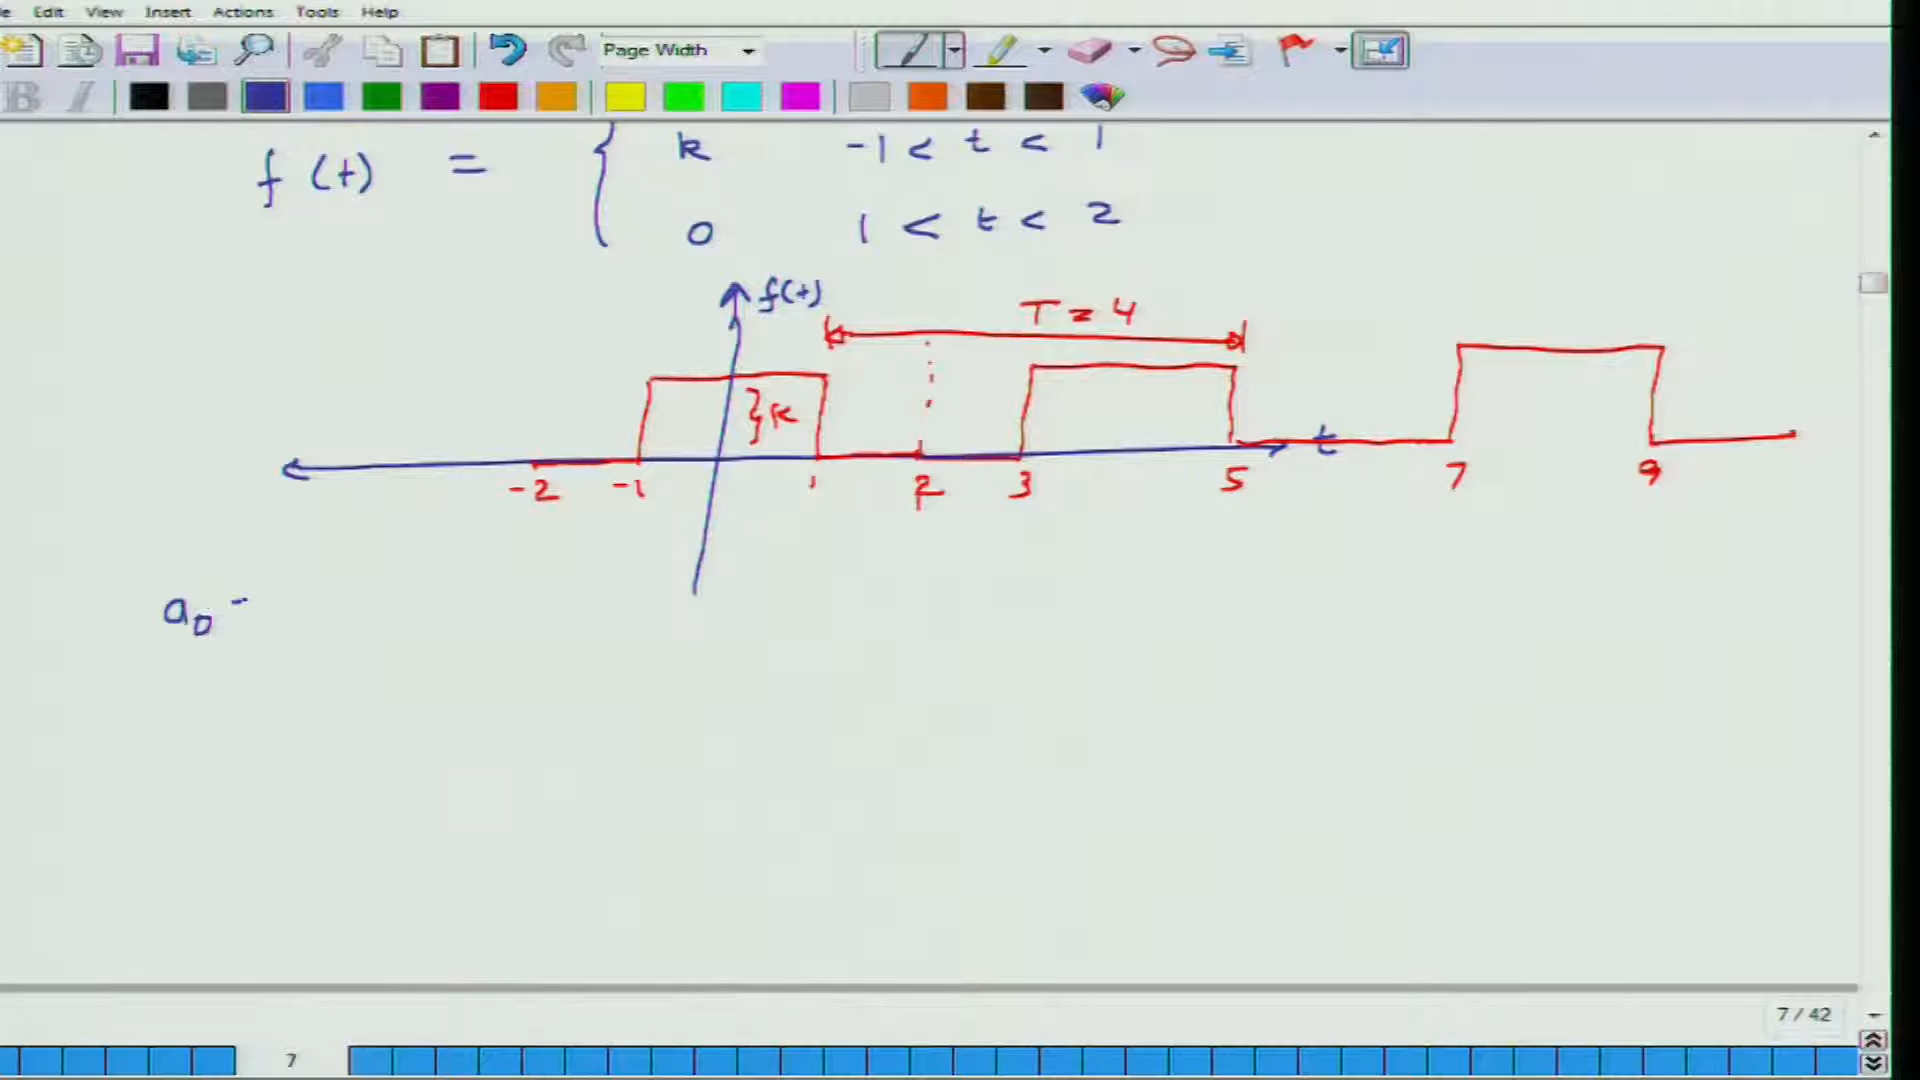 Edit View Insert Actions Tools Help
Page Width
B I
f(t) = { k -1 < t < 1
0 1 < t < 2
f(t)
T = 4
} k
t
-2 -1 1 2 3 5 7 9
a0 -
7 / 42
7